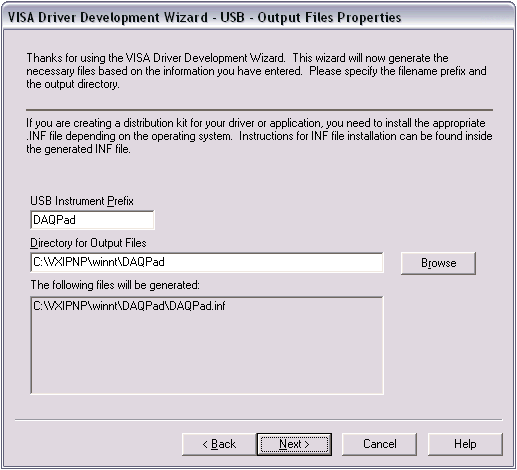 VISA Driver Development Wizard - USB - Output Files Properties
Thanks for using the VISA Driver Development Wizard. This wizard will now generate the
necessary files based on the information you have entered. Please specify the filename prefix and
the output directory.
If you are creating a distribution kit for your driver or application, you need to install the appropriate
.INF file depending on the operating system. Instructions for INF file installation can be found inside
the generated INF file.
USB Instrument Prefix
DAQPad
Directory for Output Files
C:\VXIPNP\winnt\DAQPad
Browse
The following files will be generated:
C:\VXIPNP\winnt\DAQPad\DAQPad.inf
< Back
Next >
Cancel
Help